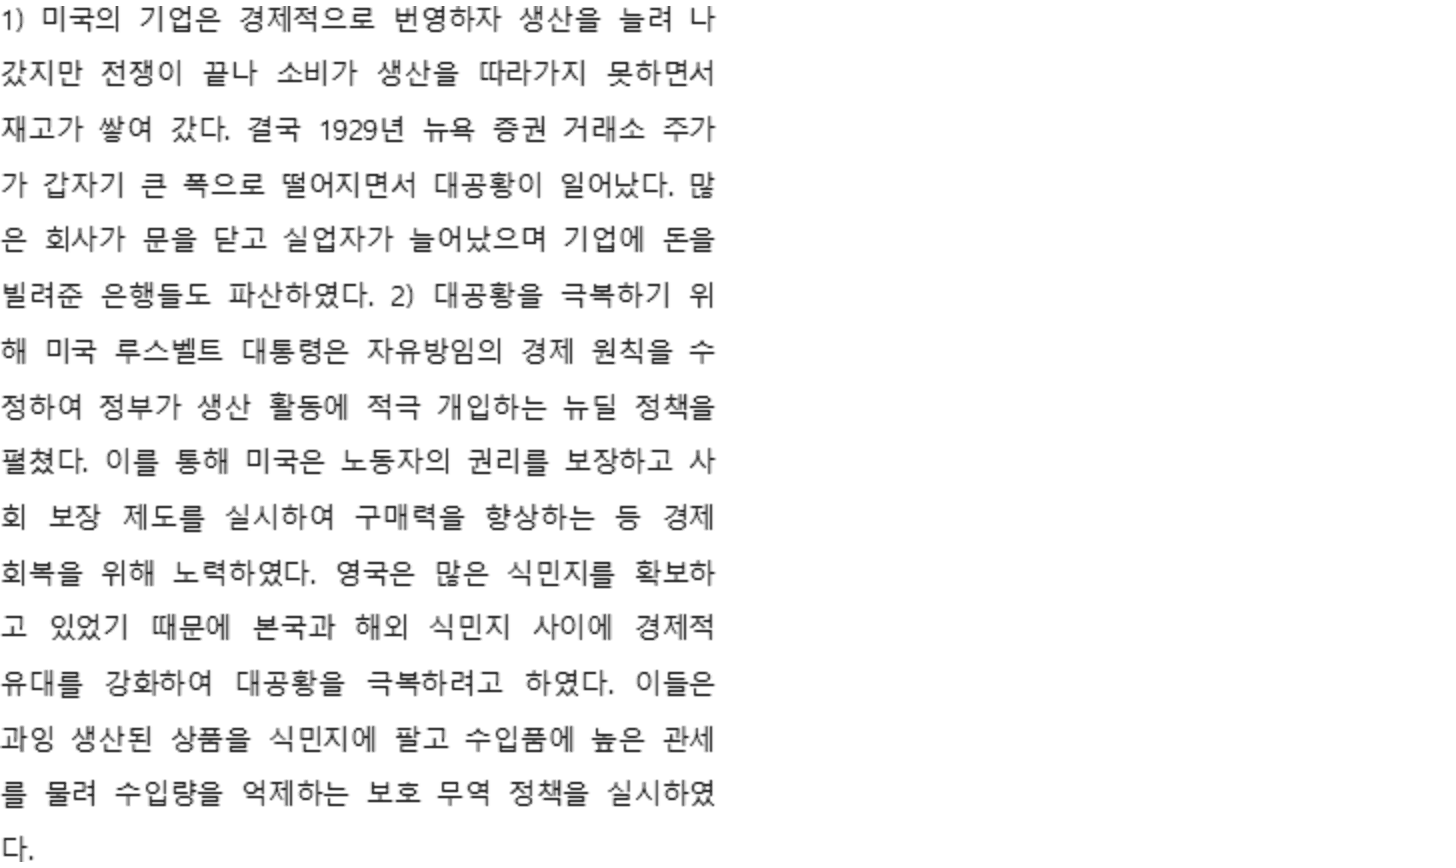 1) 미국의 기업은 경제적으로 번영하자 생산을 늘려 나
갔지만 전쟁이 끝나 소비가 생산을 따라가지 못하면서
재고가 쌓여 갔다. 결국 1929년 뉴욕 증권 거래소 주가
가 갑자기 큰 폭으로 떨어지면서 대공황이 일어났다. 많
은 회사가 문을 닫고 실업자가 늘어났으며 기업에 돈을
빌려준 은행들도 파산하였다. 2) 대공황을 극복하기 위
해 미국 루스벨트 대통령은 자유방임의 경제 원칙을 수
정하여 정부가 생산 활동에 적극 개입하는 뉴딜 정책을
펼쳤다. 이를 통해 미국은 노동자의 권리를 보장하고 사
회 보장 제도를 실시하여 구매력을 향상하는 등 경제
회복을 위해 노력하였다. 영국은 많은 식민지를 확보하
고 있었기 때문에 본국과 해외 식민지 사이에 경제적
유대를 강화하여 대공황을 극복하려고 하였다. 이들은
과잉 생산된 상품을 식민지에 팔고 수입품에 높은 관세
를 물려 수입량을 억제하는 보호 무역 정책을 실시하였
다.